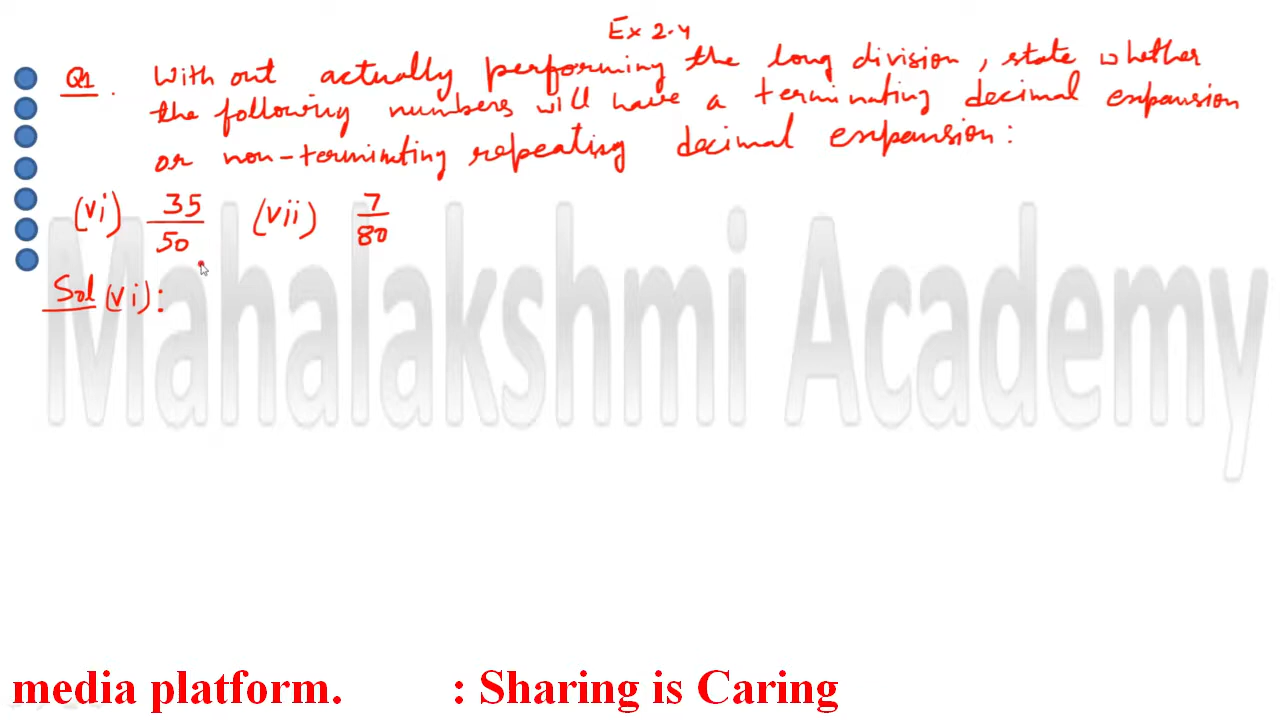 Ex 2.4
Q1. With out actually performing the long division, state whether
the following numbers will have a terminating decimal expansion
or non-terminating repeating decimal expansion:
(vi) 35/50 (vii) 7/80
Sol (vi):
Mahalakshmi Academy
media platform. : Sharing is Caring